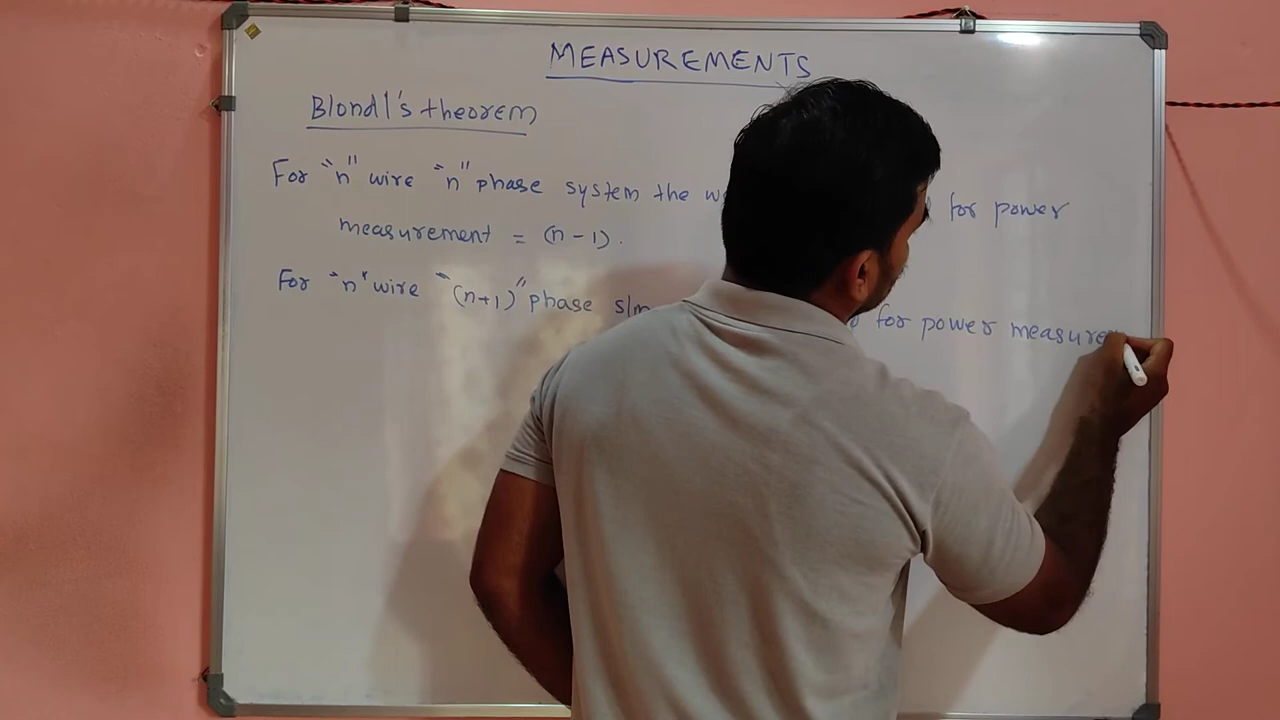 MEASUREMENTS
Blondl's theorem
For "n" wire "n" phase system the for power
measurement = (n-1).
For "n" wire "(n+1)" phase s/m for power measure